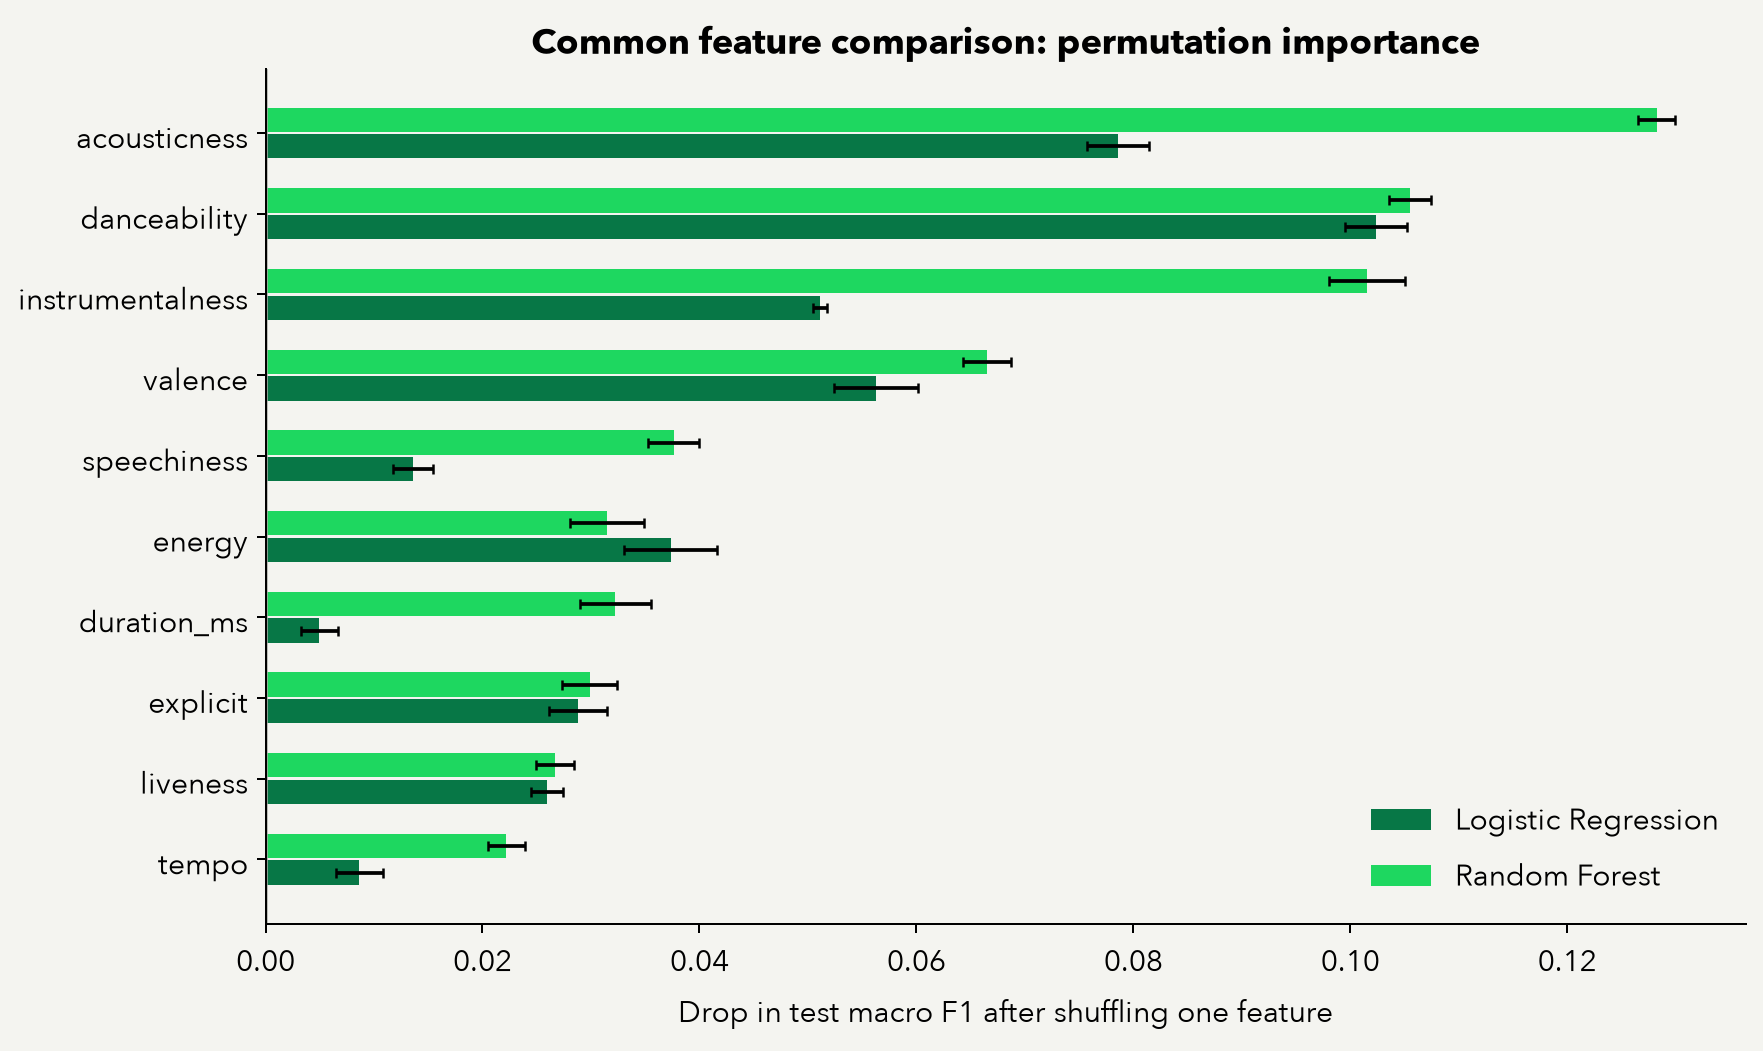 Common feature comparison: permutation importance
acousticness
danceability
instrumentalness
valence
speechiness
energy
duration_ms
explicit
liveness
tempo
Logistic Regression
Random Forest
0.00 0.02 0.04 0.06 0.08 0.10 0.12
Drop in test macro F1 after shuffling one feature